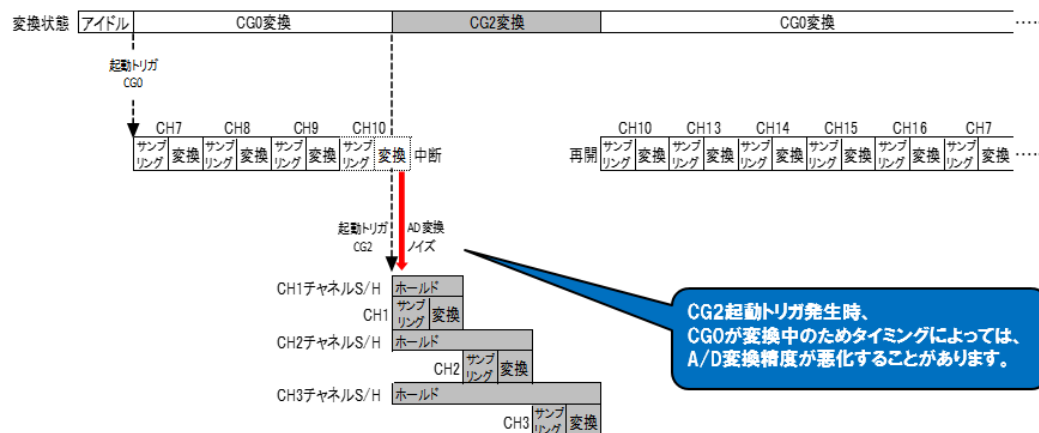 変換状態 アイドル CG0変換 CG2変換 CG0変換 ・・・・
起動トリガ
CG0
CH7 CH8 CH9 CH10 CH10 CH13 CH14 CH15 CH16 CH7
サンプリング 変換 サンプリング 変換 サンプリング 変換 サンプリング 変換 中断 再開 サンプリング 変換 サンプリング 変換 サンプリング 変換 サンプリング 変換 サンプリング 変換 サンプリング 変換 ・・・・
起動トリガ
CG2
AD変換
ノイズ
CH1チャネルS/H ホールド
CH1 サンプリング 変換
CH2チャネルS/H ホールド
CH2 サンプリング 変換
CH3チャネルS/H ホールド
CH3 サンプリング 変換
CG2起動トリガ発生時、
CG0が変換中のためタイミングによっては、
A/D変換精度が悪化することがあります。